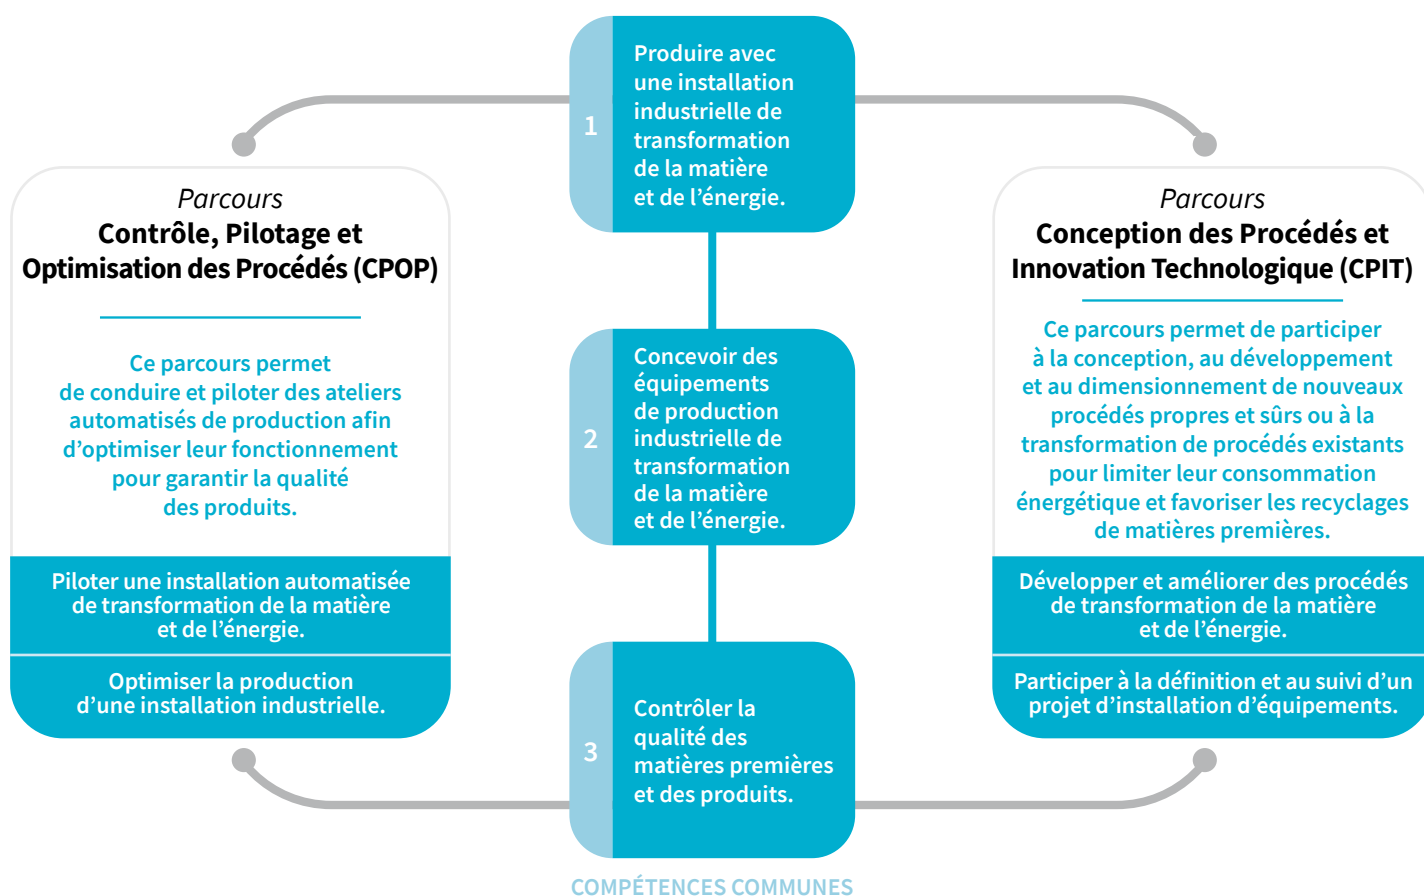 1
Produire avec
une installation
industrielle de
transformation
de la matière
et de l’énergie.
Parcours
Contrôle, Pilotage et
Optimisation des Procédés (CPOP)
Ce parcours permet
de conduire et piloter des ateliers
automatisés de production afin
d’optimiser leur fonctionnement
pour garantir la qualité
des produits.
Piloter une installation automatisée
de transformation de la matière
et de l’énergie.
Optimiser la production
d’une installation industrielle.
2
Concevoir des
équipements
de production
industrielle de
transformation
de la matière
et de l’énergie.
3
Contrôler la
qualité des
matières premières
et des produits.
Parcours
Conception des Procédés et
Innovation Technologique (CPIT)
Ce parcours permet de participer
à la conception, au développement
et au dimensionnement de nouveaux
procédés propres et sûrs ou à la
transformation de procédés existants
pour limiter leur consommation
énergétique et favoriser les recyclages
de matières premières.
Développer et améliorer des procédés
de transformation de la matière
et de l’énergie.
Participer à la définition et au suivi d’un
projet d’installation d’équipements.
COMPÉTENCES COMMUNES